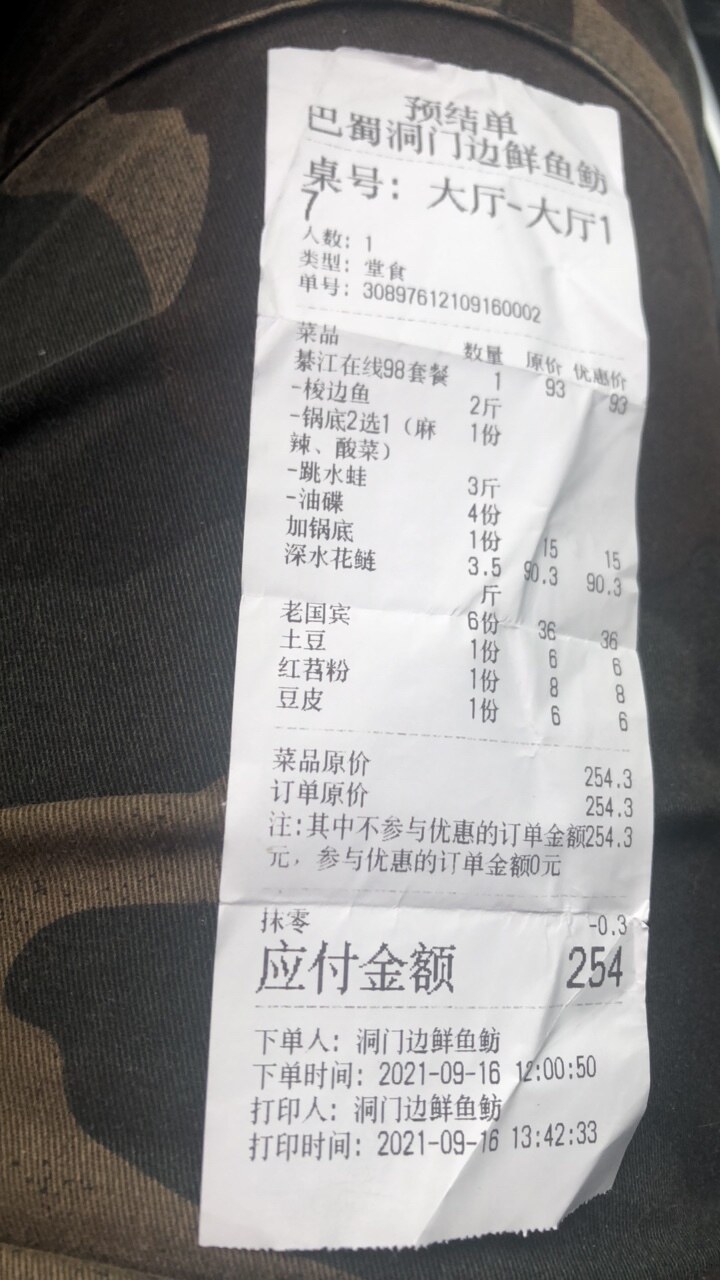 预结单
巴蜀洞门边鲜鱼鲂
桌号：大厅-大厅1
7
人数：1
类型：堂食
单号：30897612109160002
菜品 数量 原价 优惠价
綦江在线98套餐 1 93 93
-梭边鱼 2斤
-锅底2选1（麻 1份
辣、酸菜）
-跳水蛙 3斤
-油碟 4份
加锅底 1份 15 15
深水花鲢 3.5 90.3 90.3
斤
老国宾 6份 36 36
土豆 1份 6 6
红苕粉 1份 8 8
豆皮 1份 6 6
菜品原价 254.3
订单原价 254.3
注:其中不参与优惠的订单金额254.3
元，参与优惠的订单金额0元
抹零 -0.3
应付金额 254
下单人：洞门边鲜鱼鲂
下单时间：2021-09-16 12:00:50
打印人：洞门边鲜鱼鲂
打印时间：2021-09-16 13:42:33